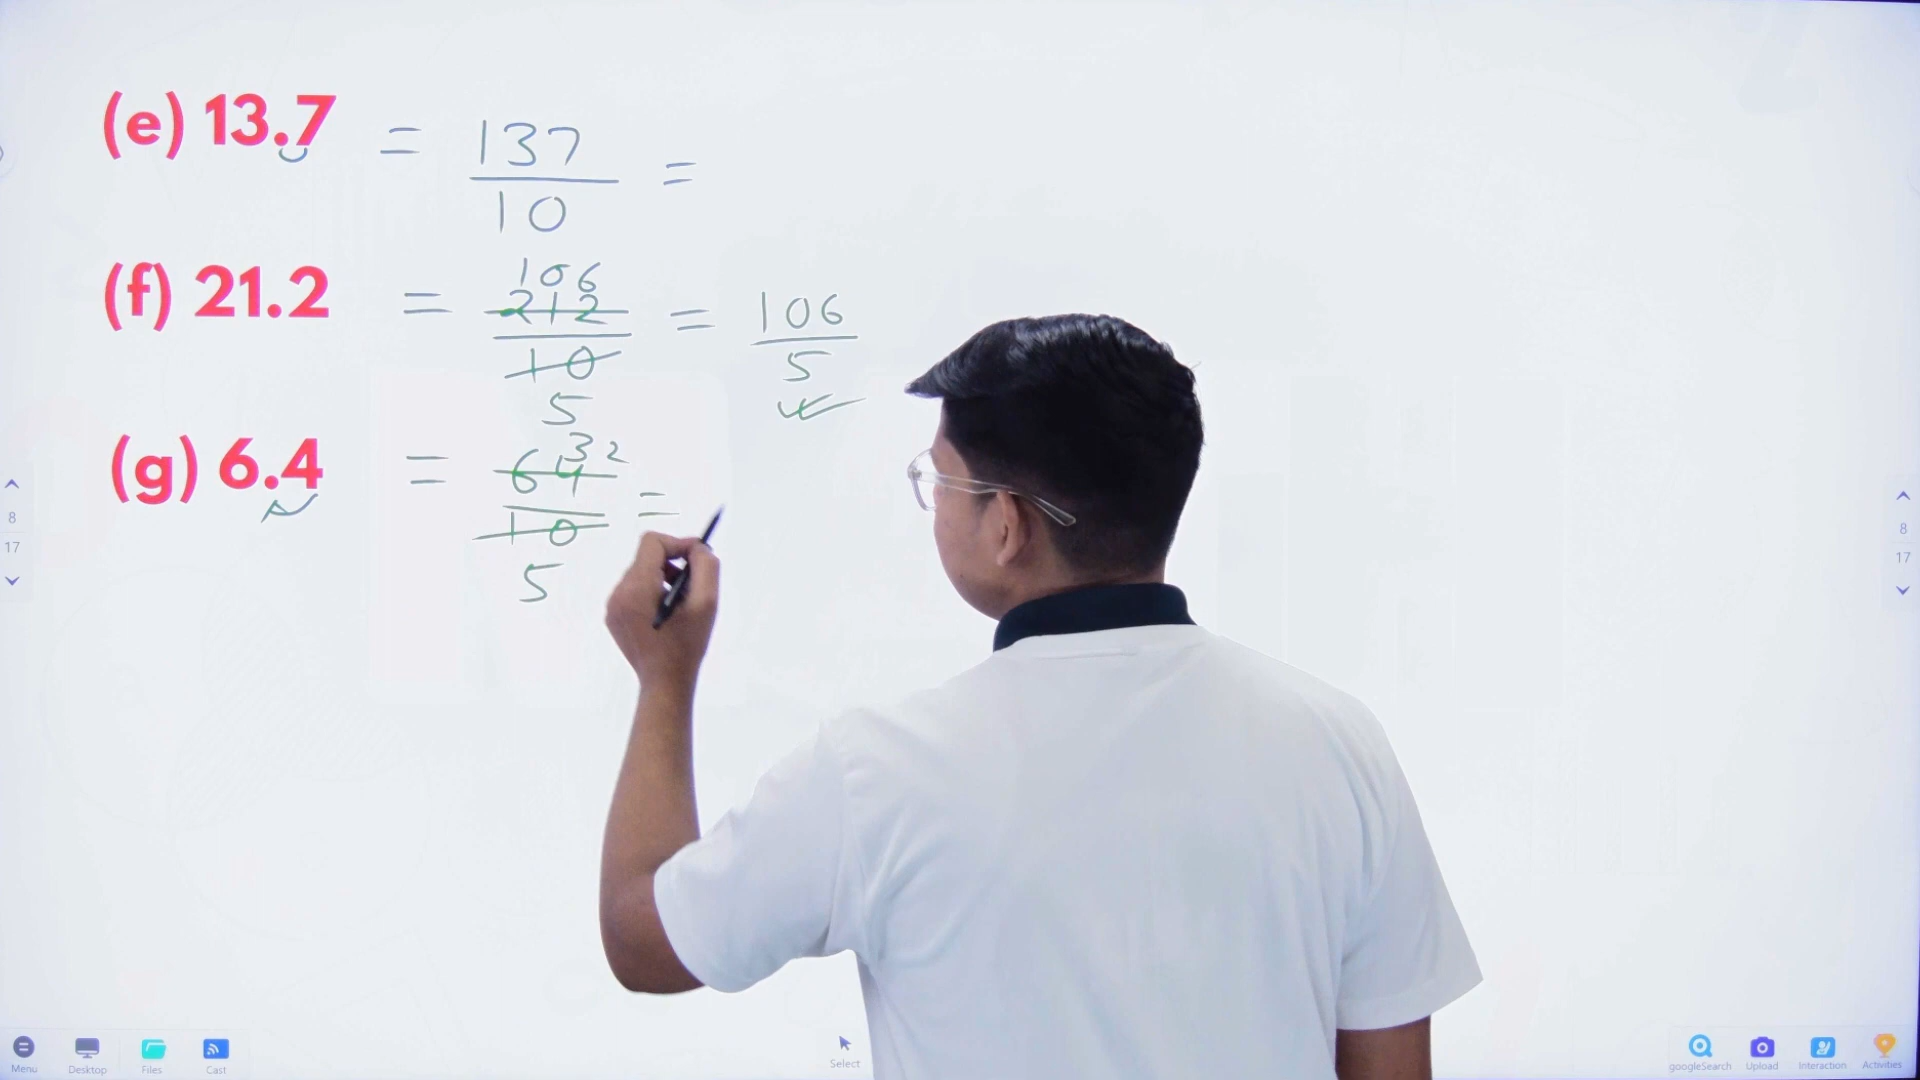 (e) 13.7 = 137/10 =
(f) 21.2 = 212/10 = 106/5
106
5
(g) 6.4 = 64/10 =
32
5
8
17
8
17
Menu
Desktop
Files
Cast
Select
googleSearch
Upload
Interaction
Activities